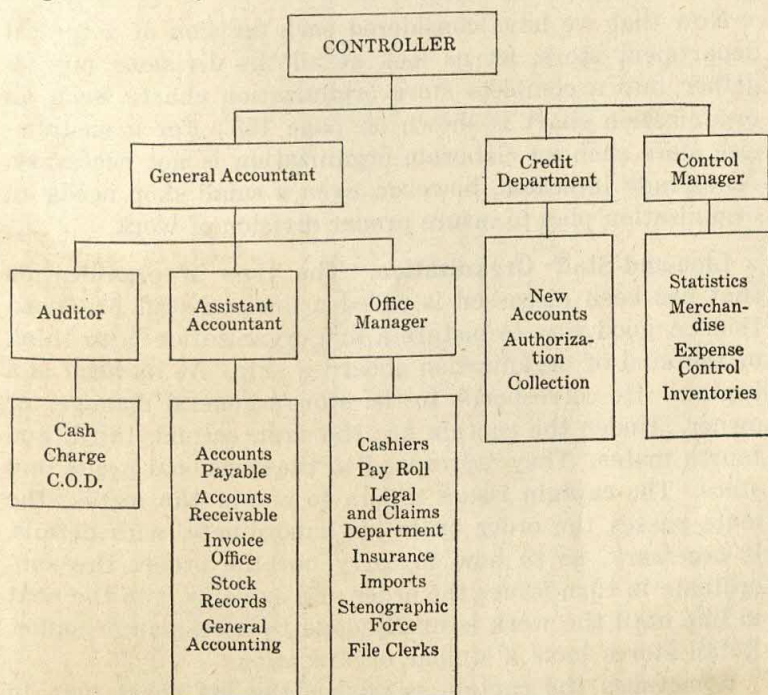 CONTROLLER
General Accountant
Credit
Department
Control
Manager
Auditor
Assistant
Accountant
Office
Manager
New
Accounts
Authoriza-
tion
Collection
Statistics
Merchan-
dise
Expense
Control
Inventories
Cash
Charge
C.O.D.
Accounts
Payable
Accounts
Receivable
Invoice
Office
Stock
Records
General
Accounting
Cashiers
Pay Roll
Legal
and Claims
Department
Insurance
Imports
Stenographic
Force
File Clerks